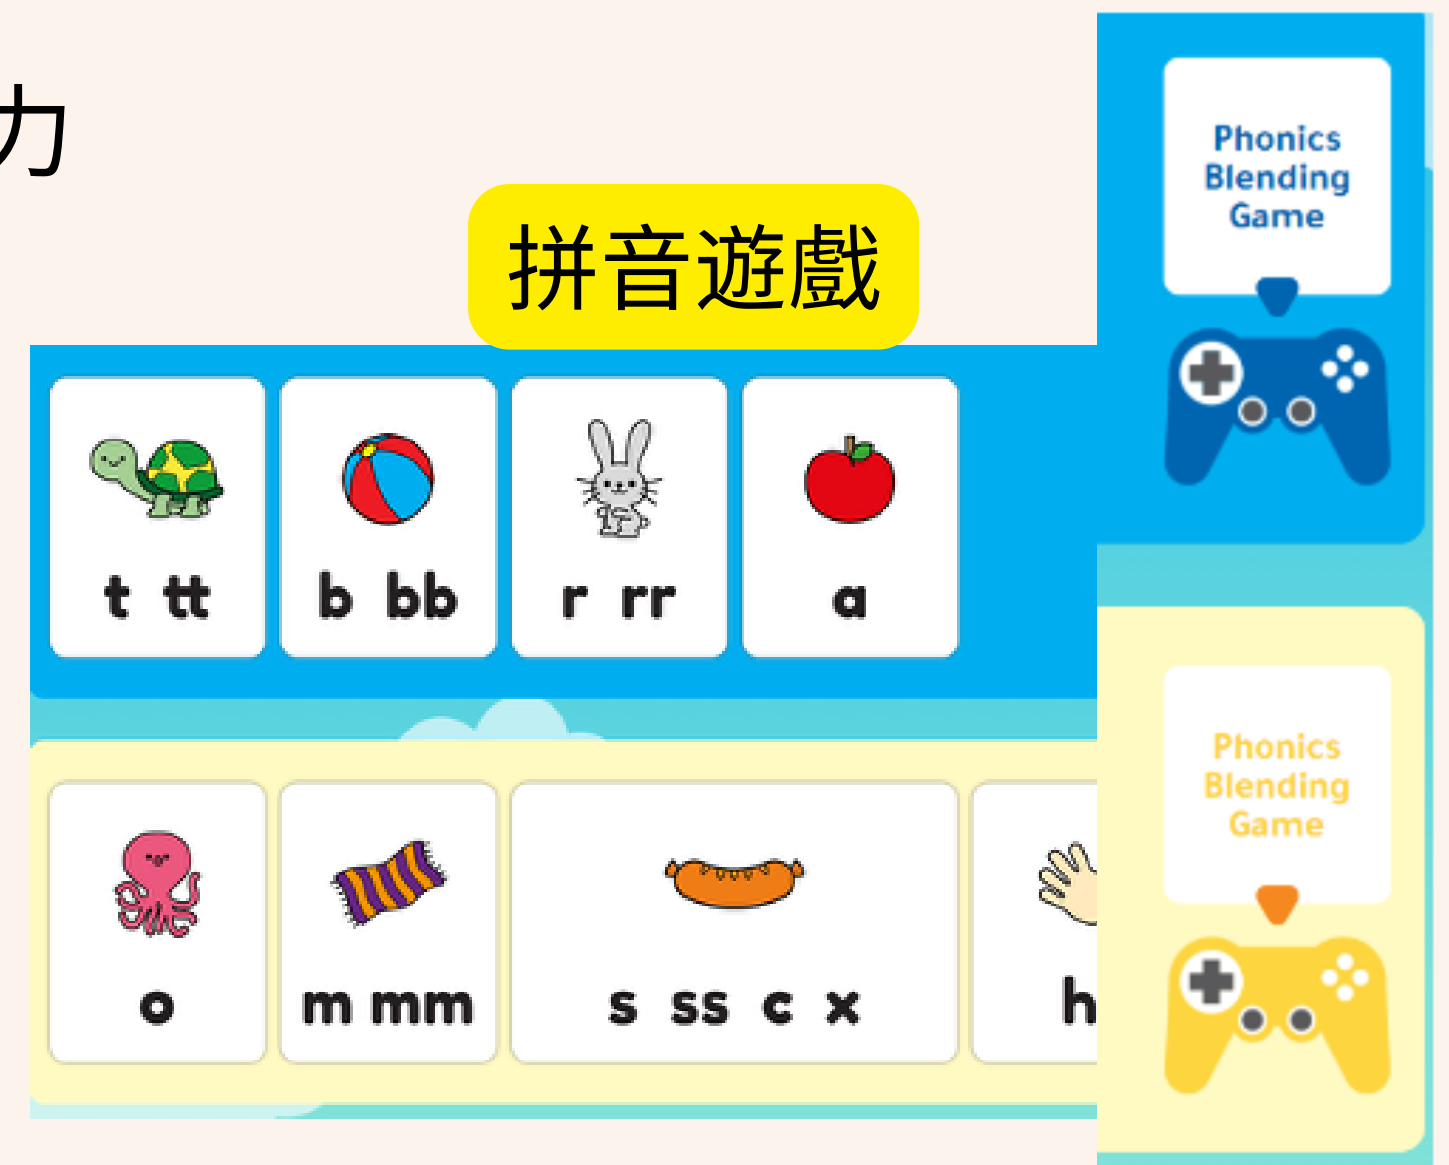 力
拼音遊戲
Phonics
Blending
Game
t tt
b bb
r rr
a
Phonics
Blending
Game
o
m mm
s ss c x
h